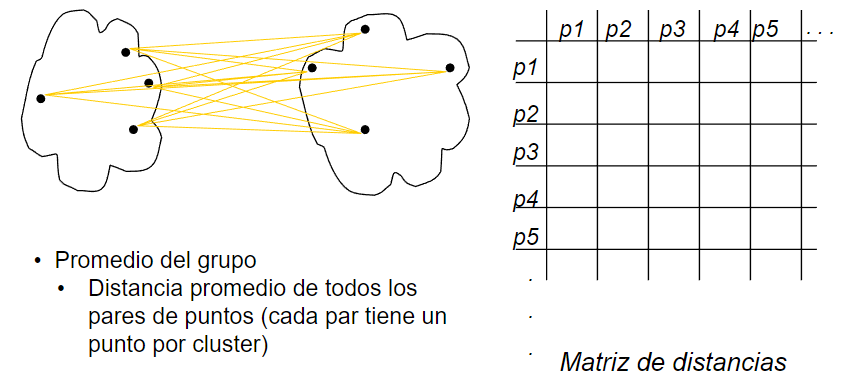 p1 p2 p3 p4 p5 . . .
p1
p2
p3
p4
p5
.
.
.
• Promedio del grupo
• Distancia promedio de todos los
pares de puntos (cada par tiene un
punto por cluster)
Matriz de distancias